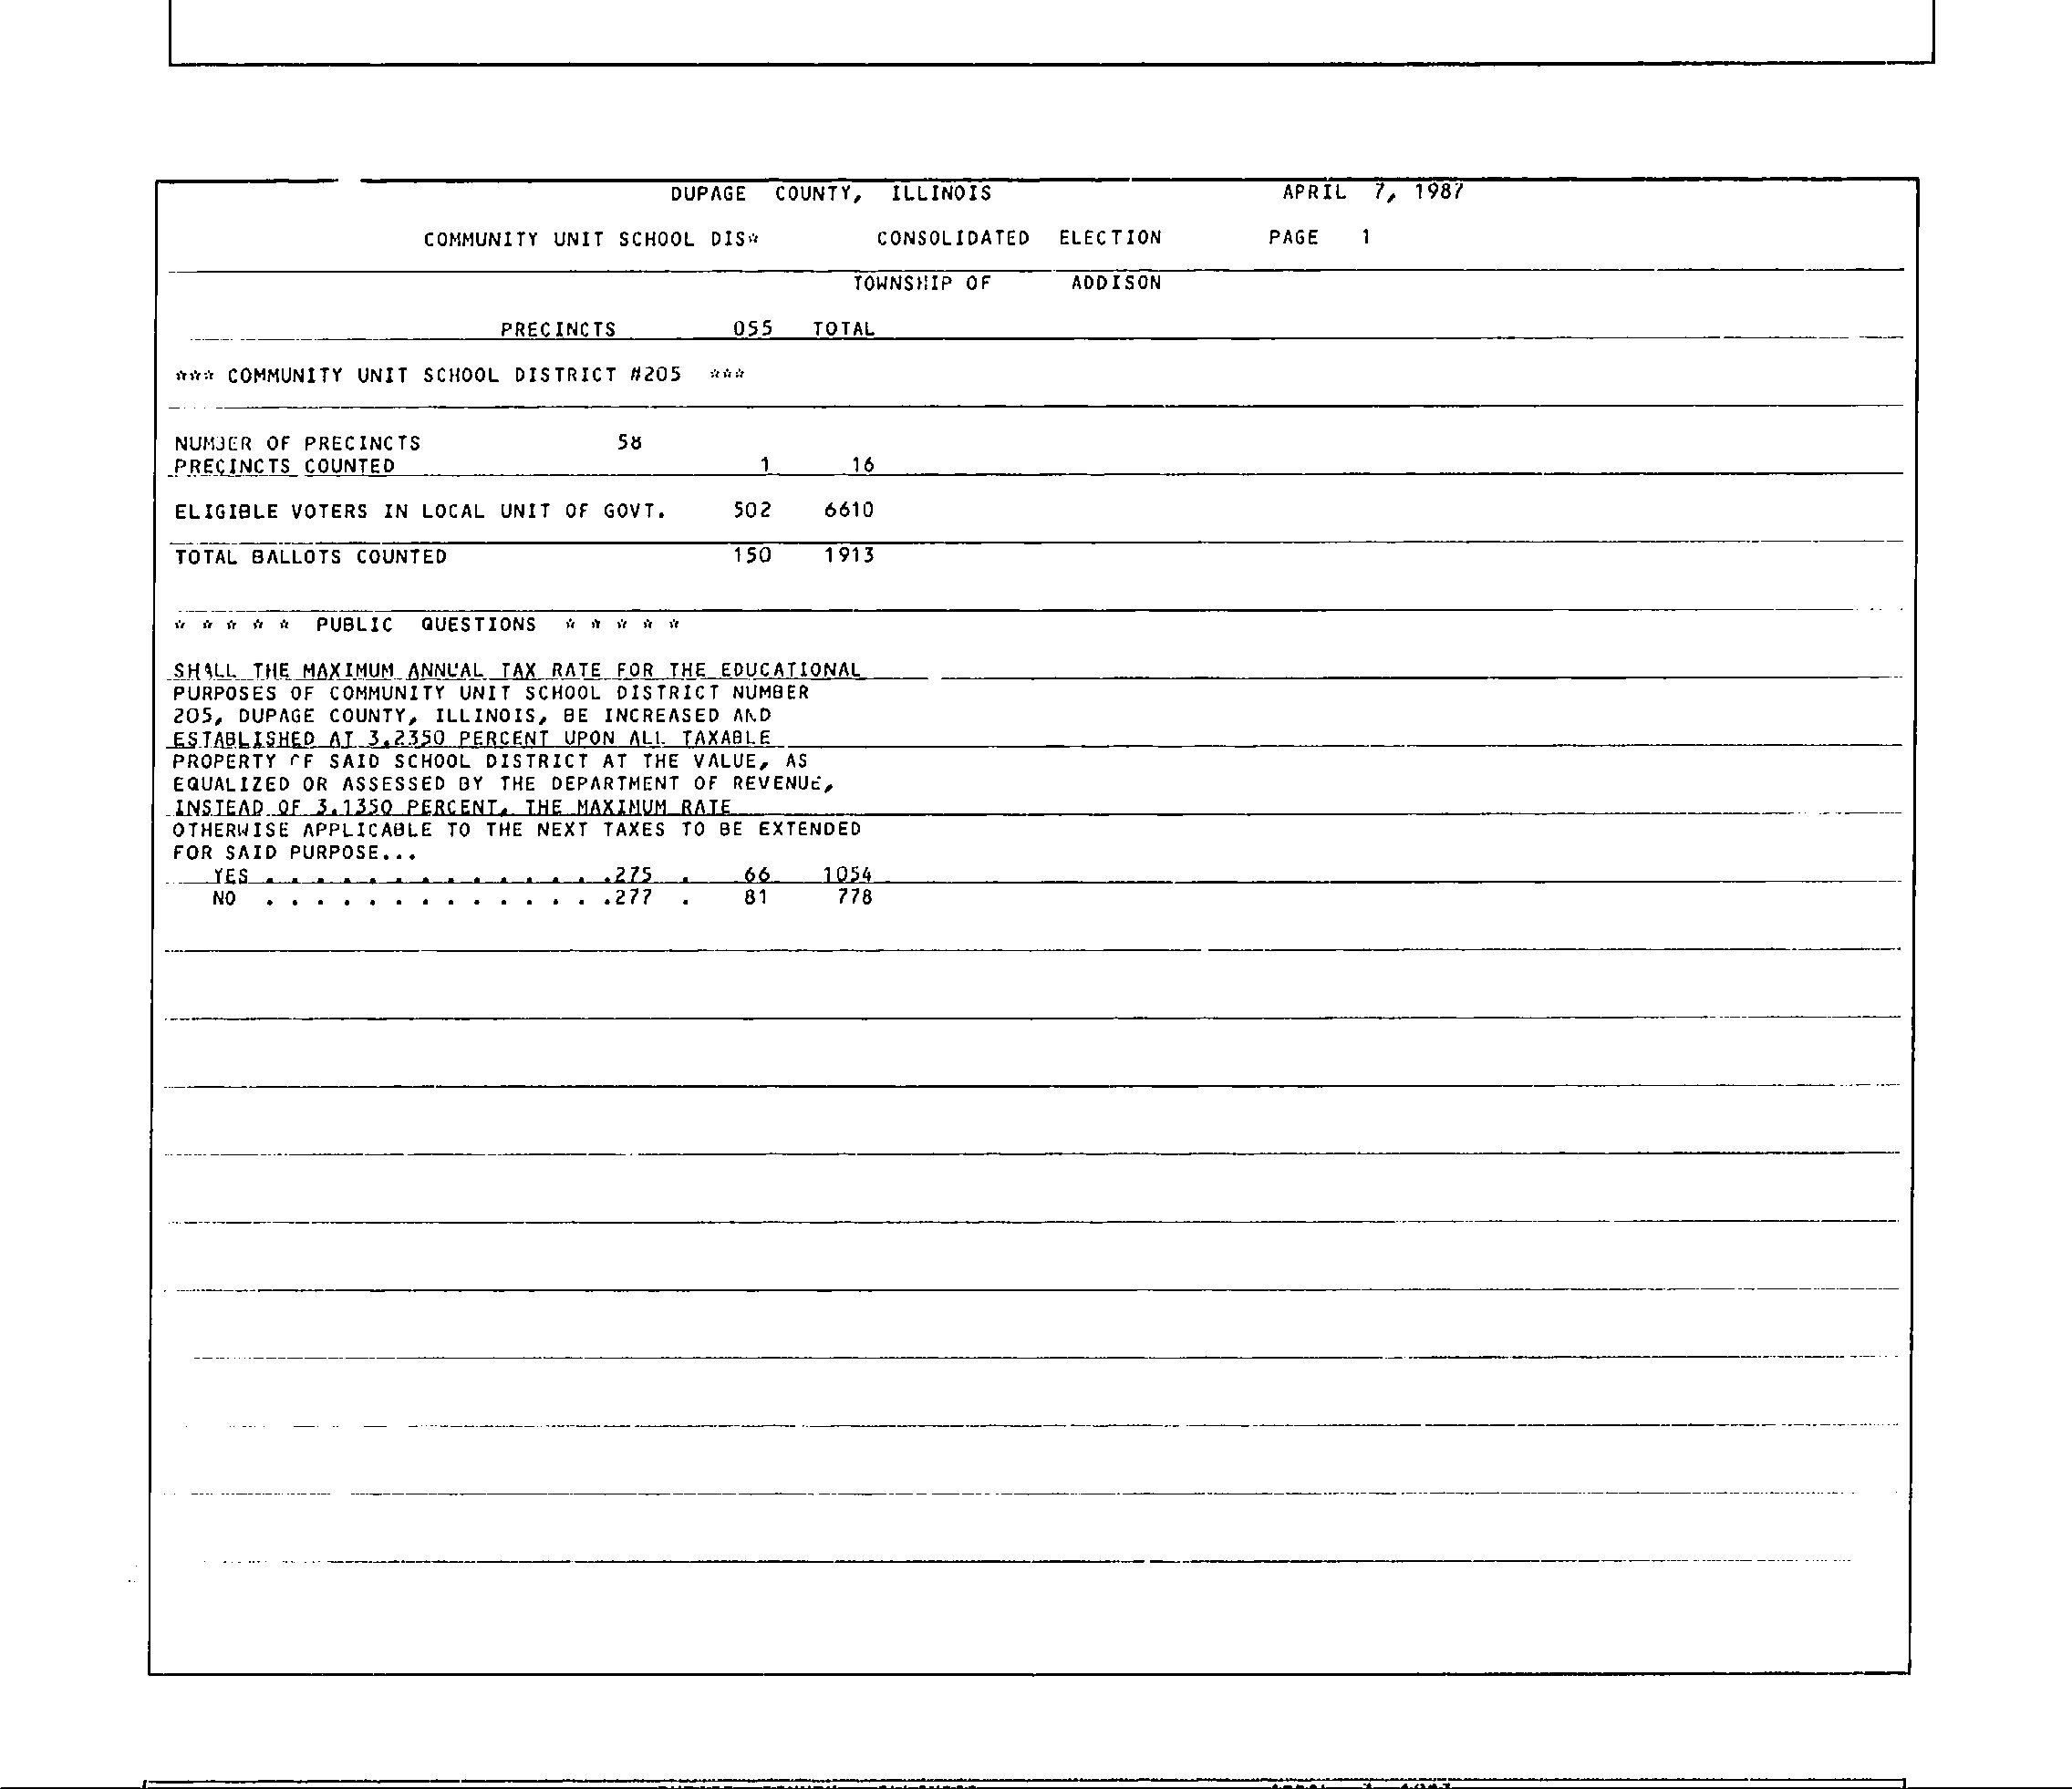 DUPAGE COUNTY, ILLINOIS APRIL 7, 1987
COMMUNITY UNIT SCHOOL DIS* CONSOLIDATED ELECTION PAGE 1
TOWNSHIP OF ADDISON
PRECINCTS 055 TOTAL
*** COMMUNITY UNIT SCHOOL DISTRICT #205 ***
NUMBER OF PRECINCTS 58
PRECINCTS COUNTED 1 16
ELIGIBLE VOTERS IN LOCAL UNIT OF GOVT. 502 6610
TOTAL BALLOTS COUNTED 150 1913
* * * * * PUBLIC QUESTIONS * * * * *
SHALL THE MAXIMUM ANNUAL TAX RATE FOR THE EDUCATIONAL
PURPOSES OF COMMUNITY UNIT SCHOOL DISTRICT NUMBER
205, DUPAGE COUNTY, ILLINOIS, BE INCREASED AND
ESTABLISHED AT 3.2350 PERCENT UPON ALL TAXABLE
PROPERTY OF SAID SCHOOL DISTRICT AT THE VALUE, AS
EQUALIZED OR ASSESSED BY THE DEPARTMENT OF REVENUE,
INSTEAD OF 3.1350 PERCENT, THE MAXIMUM RATE
OTHERWISE APPLICABLE TO THE NEXT TAXES TO BE EXTENDED
FOR SAID PURPOSE...
YES . . . . . . . . . . . . . .275 . 66 1054
NO . . . . . . . . . . . . . .277 . 81 778